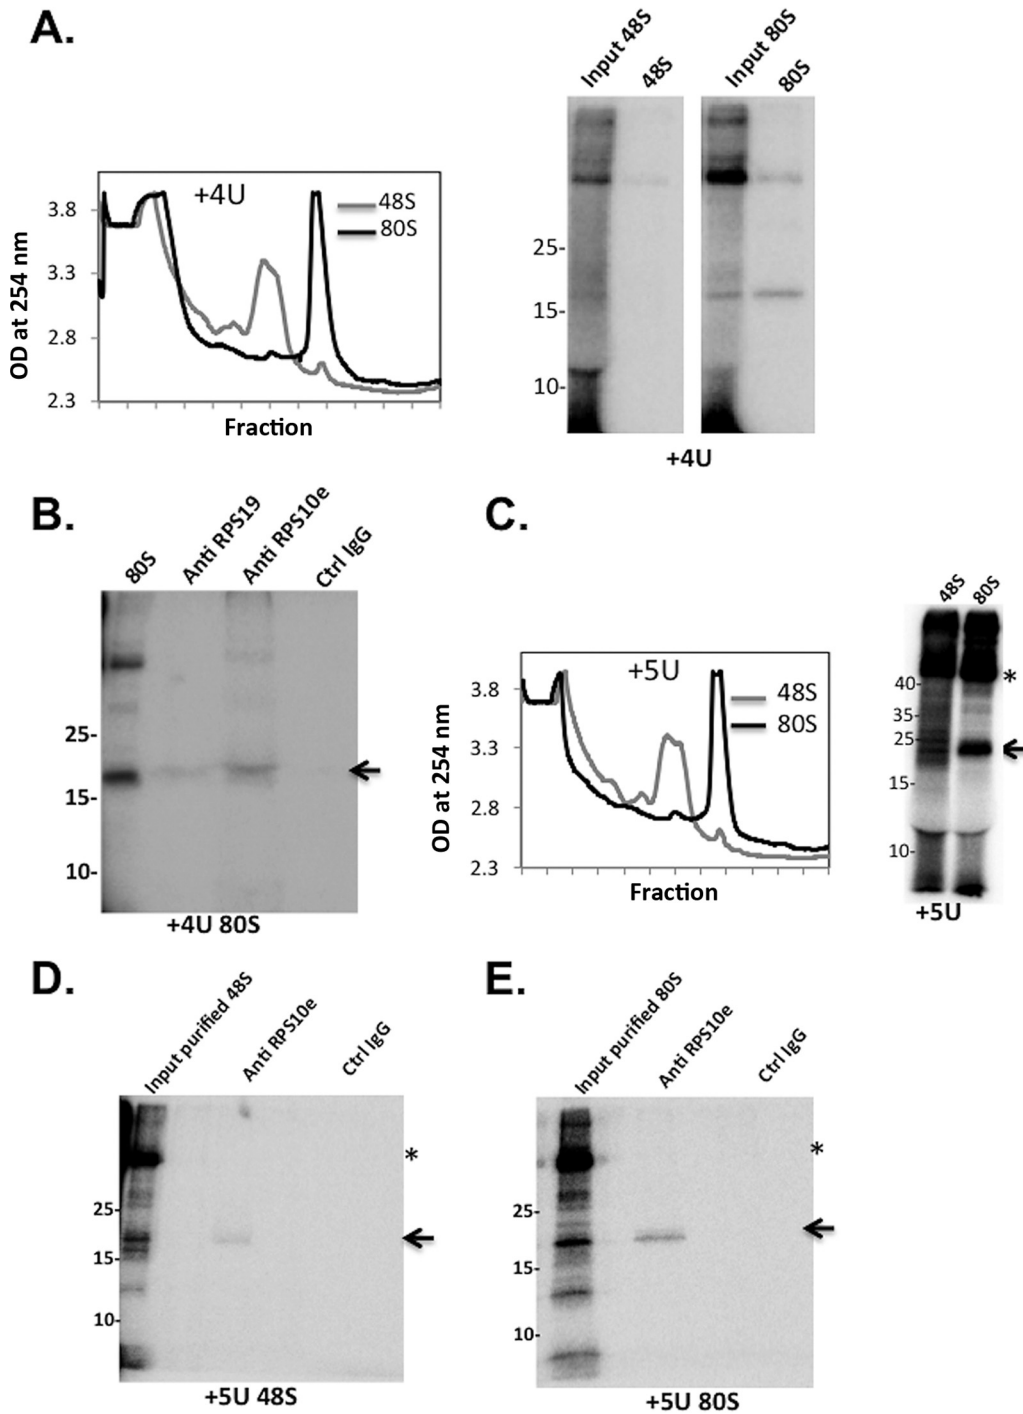 A.
+4U
48S
80S
3.8
3.3
2.8
2.3
OD at 254 nm
Fraction
Input 48S
48S
Input 80S
80S
25-
15-
10-
+4U
B.
80S
Anti RPS19
Anti RPS10e
Ctrl IgG
25-
15-
10-
+4U 80S
C.
+5U
48S
80S
3.8
3.3
2.8
2.3
OD at 254 nm
Fraction
48S
80S
40-
35-
25-
15-
10-
*
+5U
D.
Input purified 48S
Anti RPS10e
Ctrl IgG
25-
15-
10-
*
+5U 48S
E.
Input purified 80S
Anti RPS10e
Ctrl IgG
25-
15-
10-
*
+5U 80S